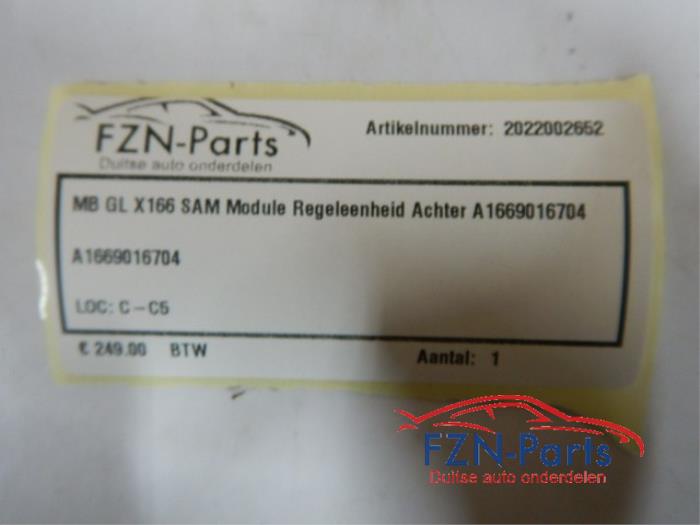 FZN-Parts
Duitse auto onderdelen
Artikelnummer: 2022002652
MB GL X166 SAM Module Regeleenheid Achter A1669016704
A1669016704
LOC: C-C5
€ 249.00 BTW
Aantal: 1
FZN-Parts
Duitse auto onderdelen